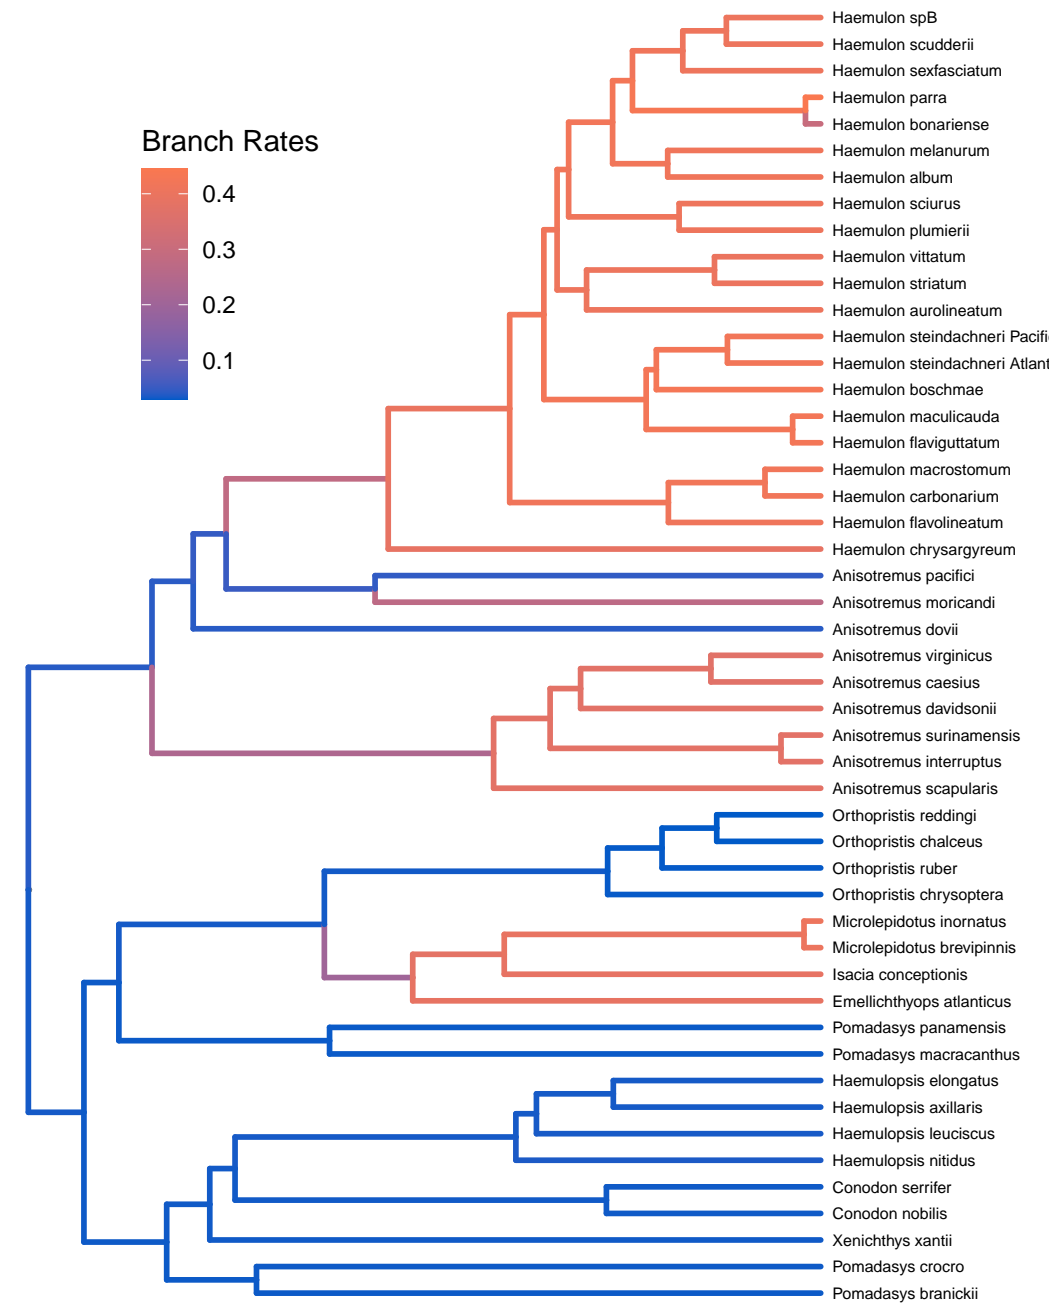 Haemulon spB
Haemulon scudderii
Haemulon sexfasciatum
Haemulon parra
Haemulon bonariense
Haemulon melanurum
Haemulon album
Haemulon sciurus
Haemulon plumierii
Haemulon vittatum
Haemulon striatum
Haemulon aurolineatum
Haemulon steindachneri Pacifi
Haemulon steindachneri Atlant
Haemulon boschmae
Haemulon maculicauda
Haemulon flaviguttatum
Haemulon macrostomum
Haemulon carbonarium
Haemulon flavolineatum
Haemulon chrysargyreum
Anisotremus pacifici
Anisotremus moricandi
Anisotremus dovii
Anisotremus virginicus
Anisotremus caesius
Anisotremus davidsonii
Anisotremus surinamensis
Anisotremus interruptus
Anisotremus scapularis
Orthopristis reddingi
Orthopristis chalceus
Orthopristis ruber
Orthopristis chrysoptera
Microlepidotus inornatus
Microlepidotus brevipinnis
Isacia conceptionis
Emellichthyops atlanticus
Pomadasys panamensis
Pomadasys macracanthus
Haemulopsis elongatus
Haemulopsis axillaris
Haemulopsis leuciscus
Haemulopsis nitidus
Conodon serrifer
Conodon nobilis
Xenichthys xantii
Pomadasys crocro
Pomadasys branickii
Branch Rates
0.4
0.3
0.2
0.1